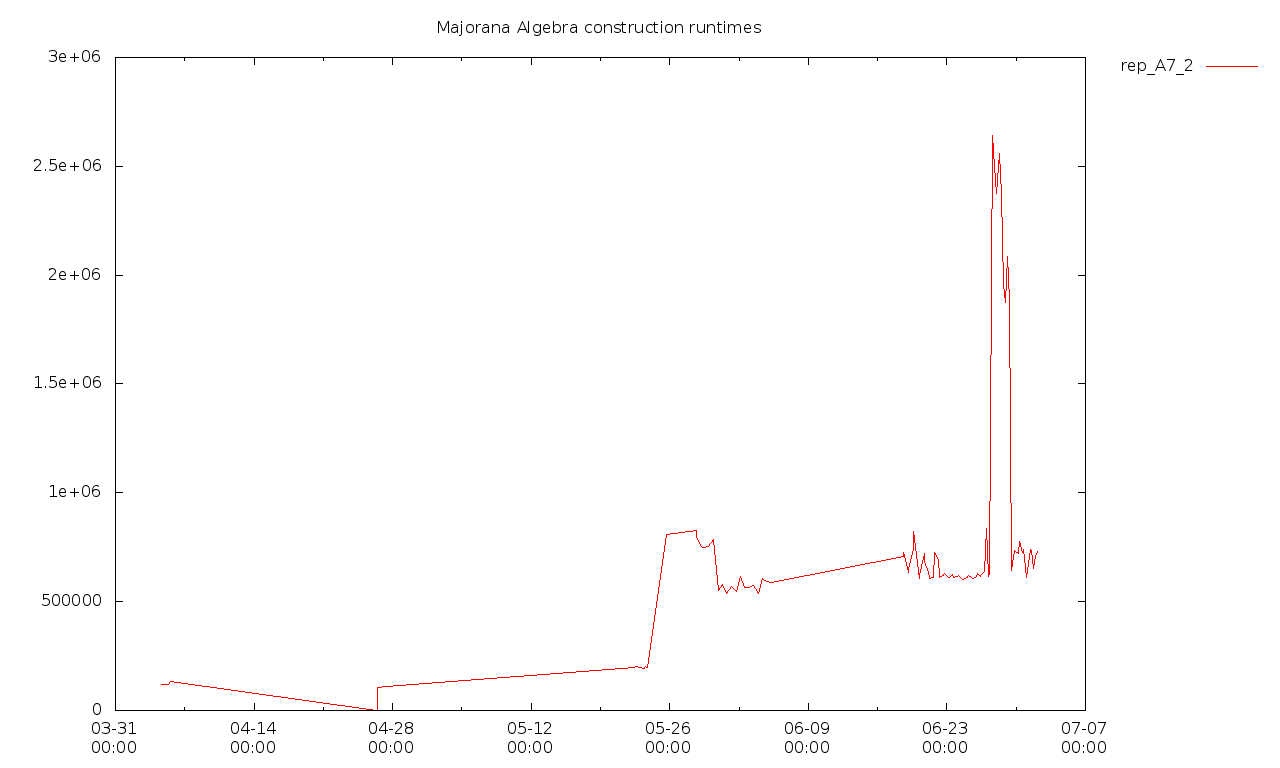 Majorana Algebra construction runtimes
rep_A7_2
3e+06
2.5e+06
2e+06
1.5e+06
1e+06
500000
0
03-31 04-14 04-28 05-12 05-26 06-09 06-23 07-07
00:00 00:00 00:00 00:00 00:00 00:00 00:00 00:00